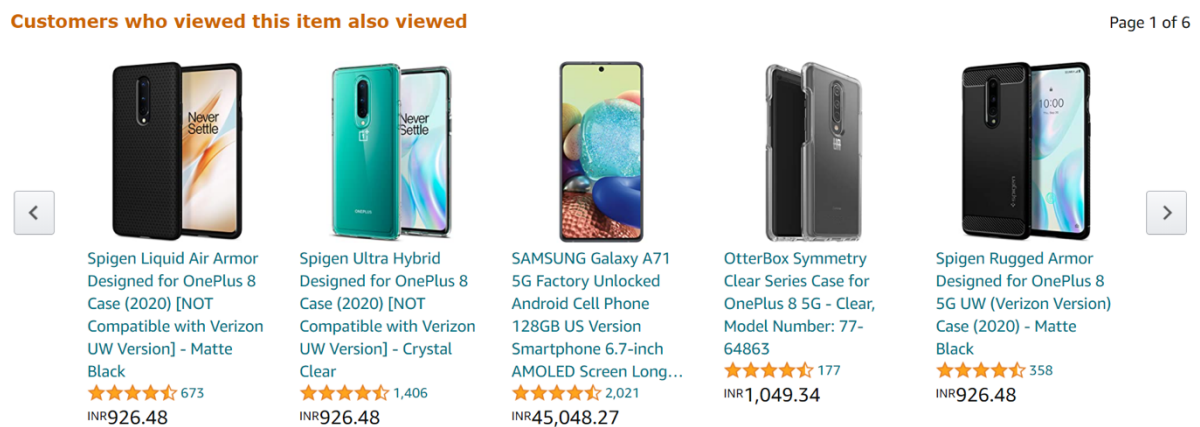 Customers who viewed this item also viewed
Page 1 of 6
Never
Settle
Spigen Liquid Air Armor
Designed for OnePlus 8
Case (2020) [NOT
Compatible with Verizon
UW Version] - Matte
Black
673
INR926.48
Never
Settle
ONEPLUS
Spigen Ultra Hybrid
Designed for OnePlus 8
Case (2020) [NOT
Compatible with Verizon
UW Version] - Crystal
Clear
1,406
INR926.48
SAMSUNG Galaxy A71
5G Factory Unlocked
Android Cell Phone
128GB US Version
Smartphone 6.7-inch
AMOLED Screen Long…
2,021
INR45,048.27
OtterBox Symmetry
Clear Series Case for
OnePlus 8 5G - Clear,
Model Number: 77-
64863
177
INR1,049.34
10:00
spigen
Spigen Rugged Armor
Designed for OnePlus 8
5G UW (Verizon Version)
Case (2020) - Matte
Black
358
INR926.48